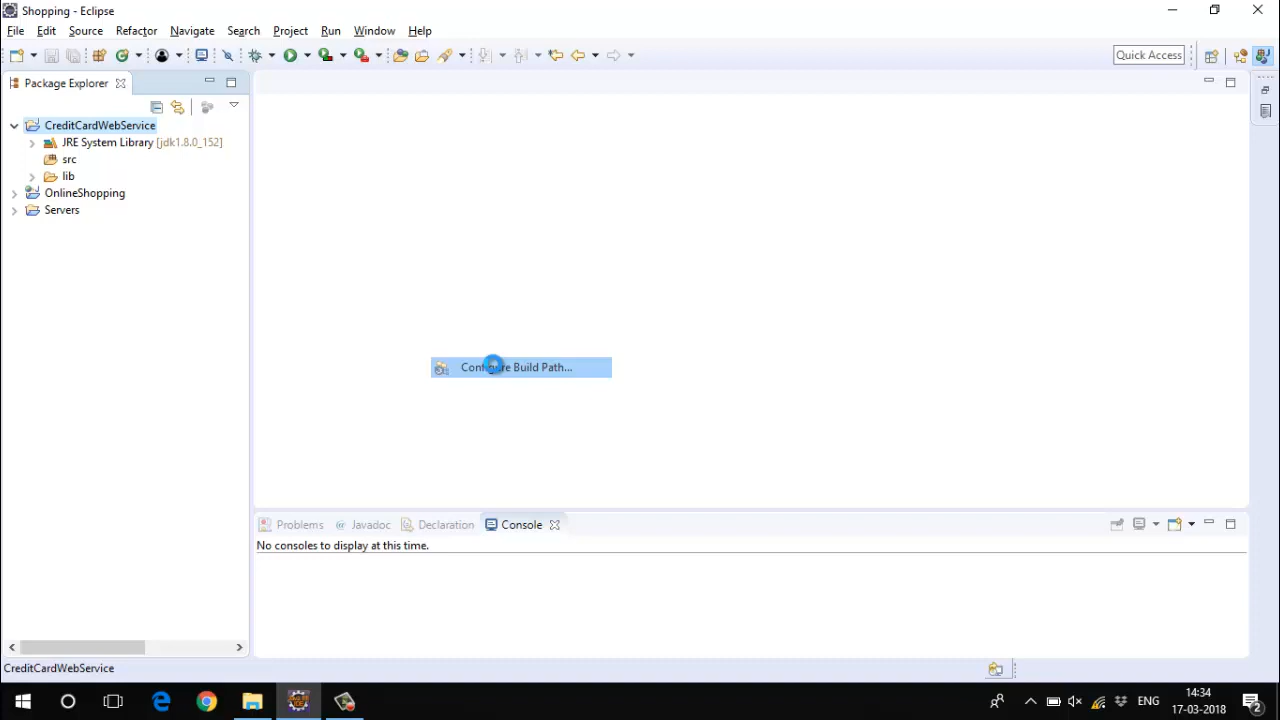 Shopping - Eclipse
File Edit Source Refactor Navigate Search Project Run Window Help
Quick Access
Package Explorer
CreditCardWebService
JRE System Library [jdk1.8.0_152]
src
lib
OnlineShopping
Servers
Configure Build Path...
Problems Javadoc Declaration Console
No consoles to display at this time.
CreditCardWebService
ENG
14:34
17-03-2018
2